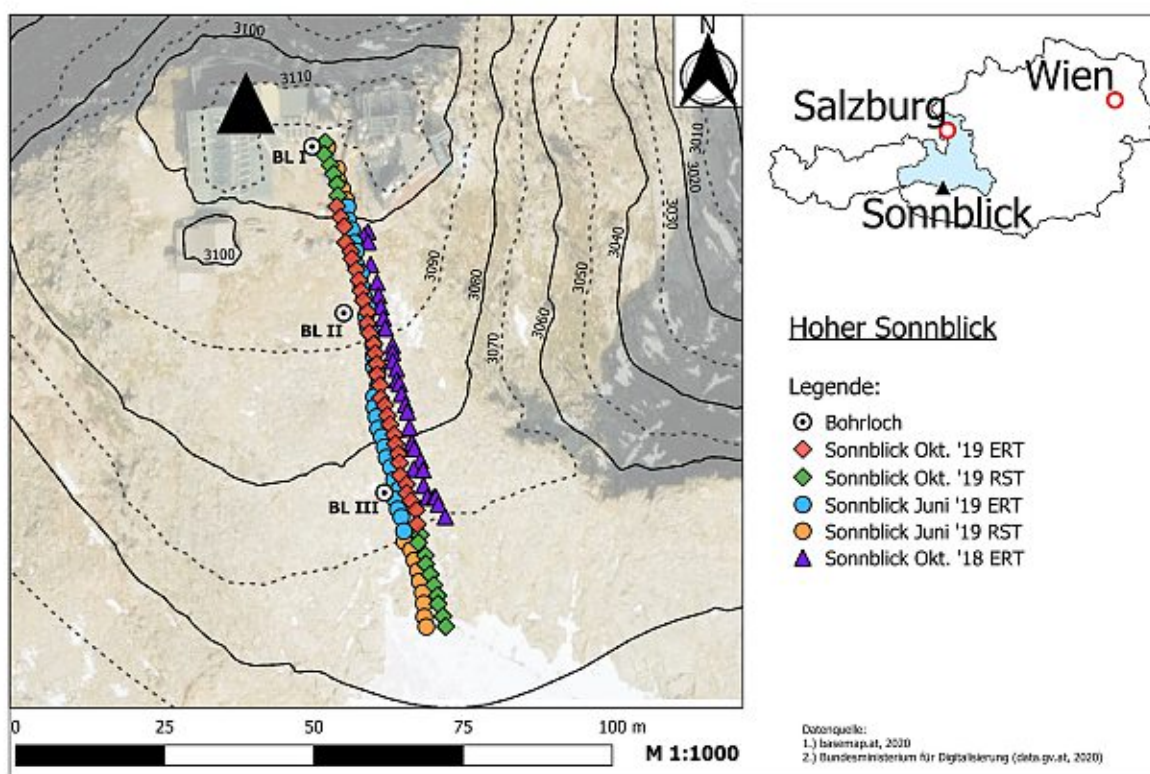 3100
3110
BL I
3100
BL II
BL III
3090
3080
3070
3060
3050
3040
3030
3020
3010
N
Salzburg
Wien
Sonnblick
Hoher Sonnblick
Legende:
Bohrloch
Sonnblick Okt. '19 ERT
Sonnblick Okt. '19 RST
Sonnblick Juni '19 ERT
Sonnblick Juni '19 RST
Sonnblick Okt. '18 ERT
0 25 50 75 100 m
M 1:1000
Datenquelle:
1.) basemap.at, 2020
2.) Bundesministerium für Digitalisierung (data.gv.at, 2020)